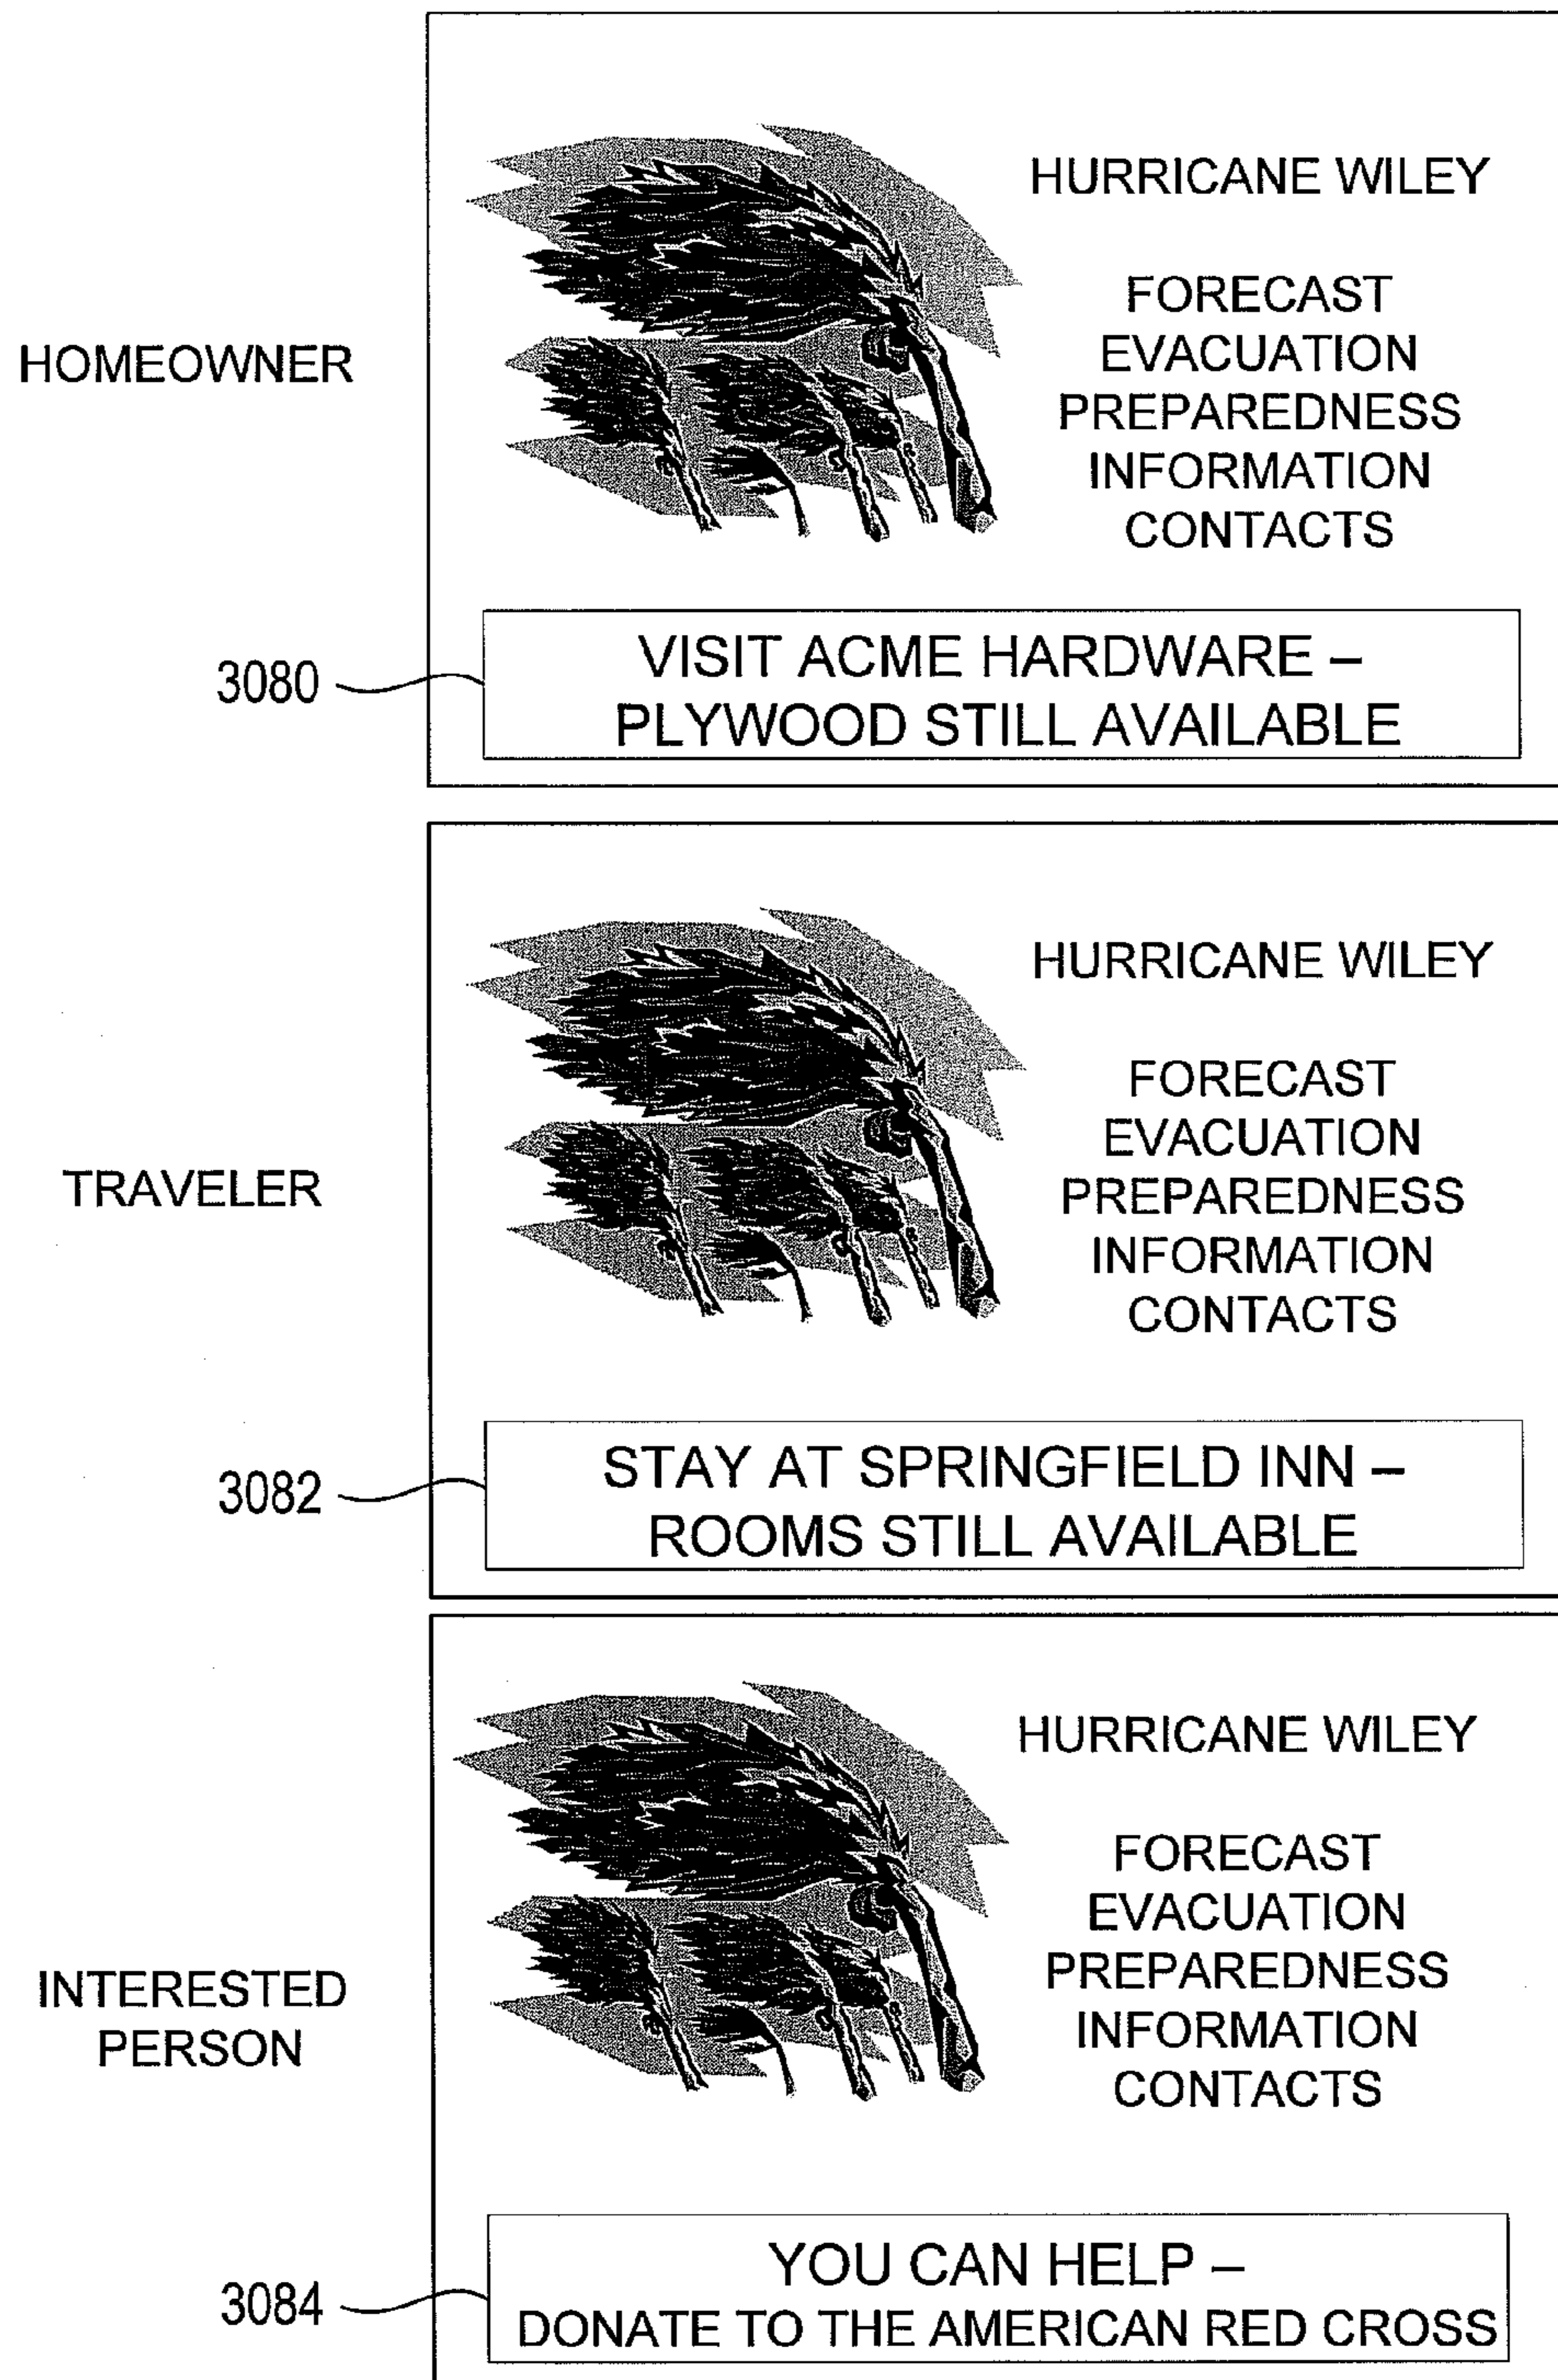 HOMEOWNER
HURRICANE WILEY
FORECAST
EVACUATION
PREPAREDNESS
INFORMATION
CONTACTS
3080
VISIT ACME HARDWARE –
PLYWOOD STILL AVAILABLE
TRAVELER
HURRICANE WILEY
FORECAST
EVACUATION
PREPAREDNESS
INFORMATION
CONTACTS
3082
STAY AT SPRINGFIELD INN –
ROOMS STILL AVAILABLE
INTERESTED
PERSON
HURRICANE WILEY
FORECAST
EVACUATION
PREPAREDNESS
INFORMATION
CONTACTS
3084
YOU CAN HELP –
DONATE TO THE AMERICAN RED CROSS